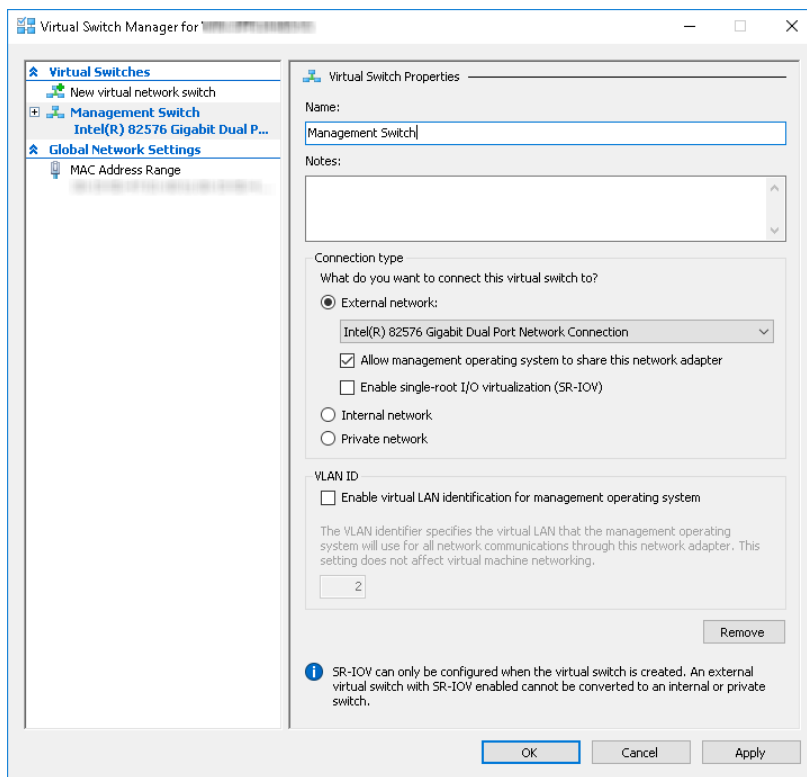 Virtual Switch Manager for
Virtual Switches
New virtual network switch
Management Switch
Intel(R) 82576 Gigabit Dual P...
Global Network Settings
MAC Address Range
Virtual Switch Properties
Name:
Management Switch
Notes:
Connection type
What do you want to connect this virtual switch to?
External network:
Intel(R) 82576 Gigabit Dual Port Network Connection
Allow management operating system to share this network adapter
Enable single-root I/O virtualization (SR-IOV)
Internal network
Private network
VLAN ID
Enable virtual LAN identification for management operating system
The VLAN identifier specifies the virtual LAN that the management operating
system will use for all network communications through this network adapter. This
setting does not affect virtual machine networking.
2
Remove
SR-IOV can only be configured when the virtual switch is created. An external
virtual switch with SR-IOV enabled cannot be converted to an internal or private
switch.
OK
Cancel
Apply